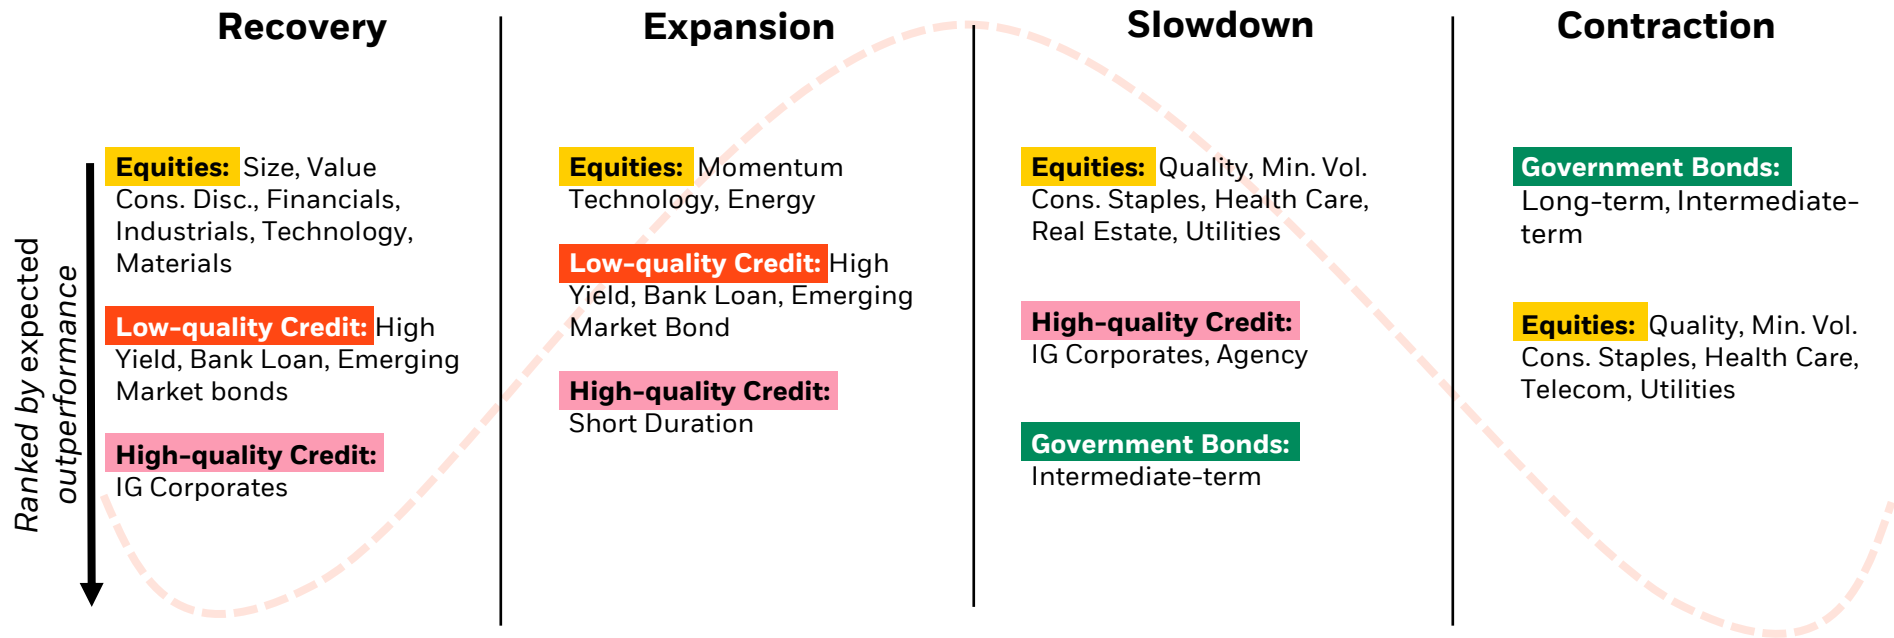 Recovery
Expansion
Slowdown
Contraction
Ranked by expected
outperformance
Equities: Size, Value
Cons. Disc., Financials,
Industrials, Technology,
Materials
Low-quality Credit: High
Yield, Bank Loan, Emerging
Market bonds
High-quality Credit:
IG Corporates
Equities: Momentum
Technology, Energy
Low-quality Credit: High
Yield, Bank Loan, Emerging
Market Bond
High-quality Credit:
Short Duration
Equities: Quality, Min. Vol.
Cons. Staples, Health Care,
Real Estate, Utilities
High-quality Credit:
IG Corporates, Agency
Government Bonds:
Intermediate-term
Government Bonds:
Long-term, Intermediate-
term
Equities: Quality, Min. Vol.
Cons. Staples, Health Care,
Telecom, Utilities